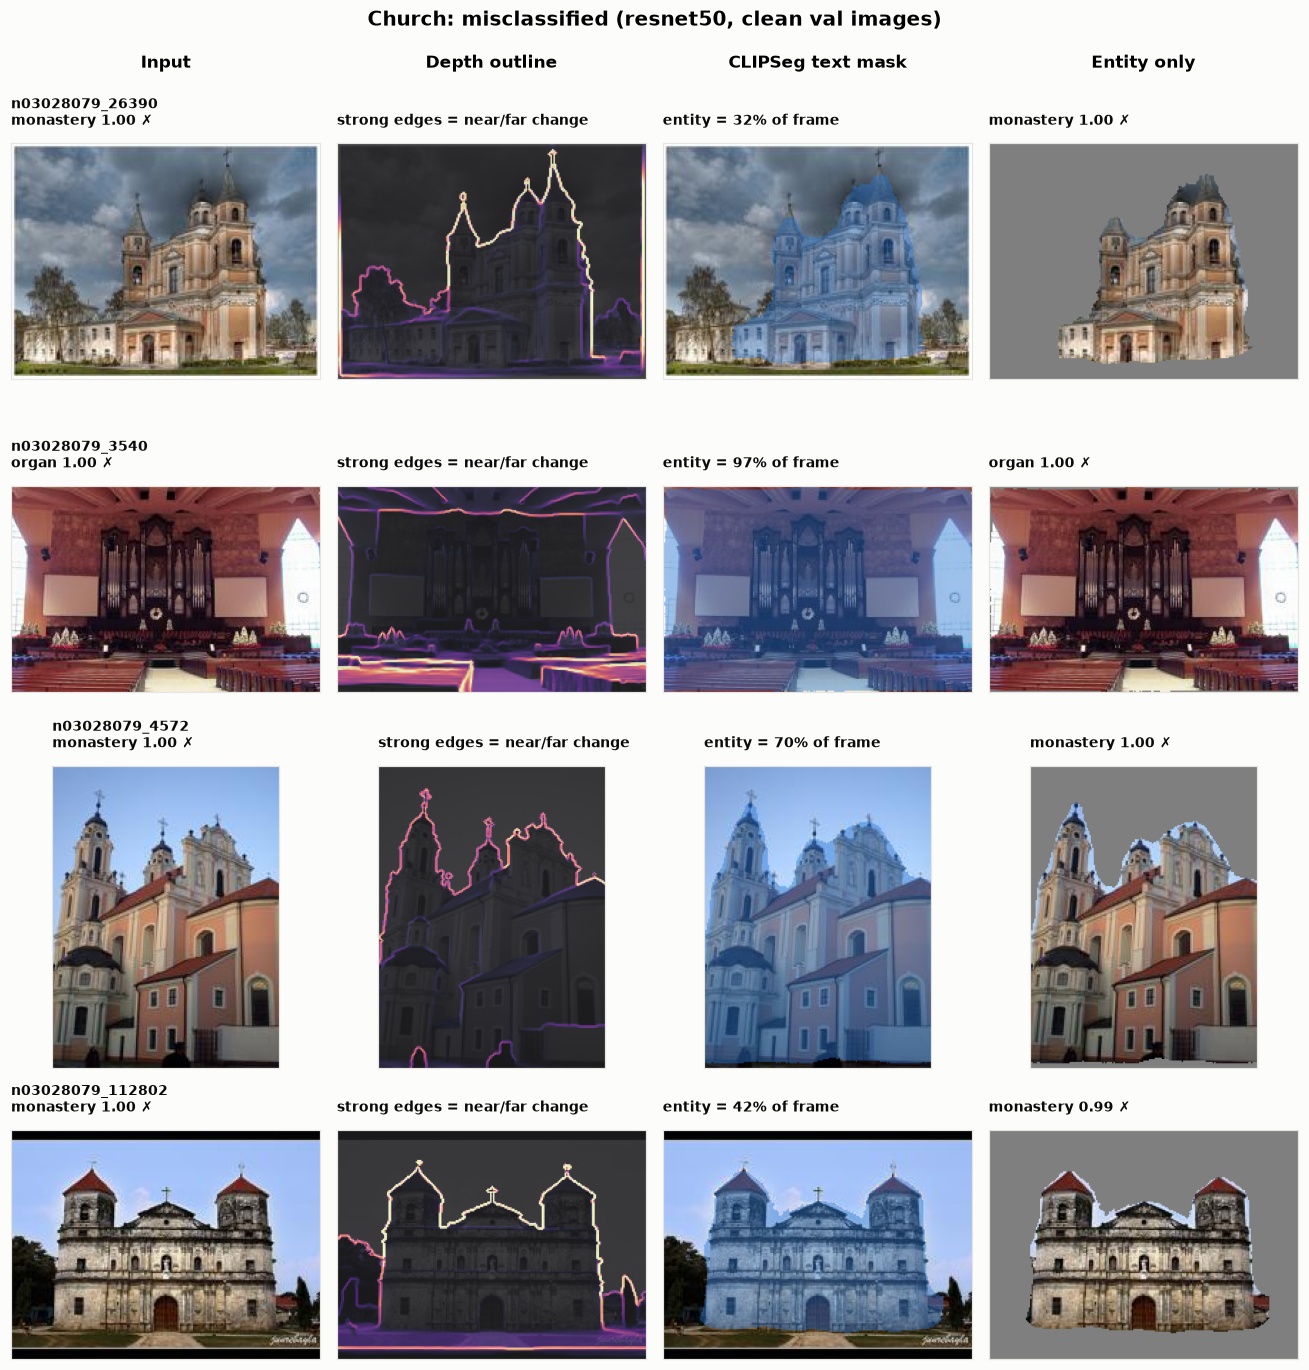 Church: misclassified (resnet50, clean val images)
Input
Depth outline
CLIPSeg text mask
Entity only
n03028079_26390
monastery 1.00 ✗
strong edges = near/far change
entity = 32% of frame
monastery 1.00 ✗
n03028079_3540
organ 1.00 ✗
strong edges = near/far change
entity = 97% of frame
organ 1.00 ✗
n03028079_4572
monastery 1.00 ✗
strong edges = near/far change
entity = 70% of frame
monastery 1.00 ✗
n03028079_112802
monastery 1.00 ✗
strong edges = near/far change
entity = 42% of frame
monastery 0.99 ✗